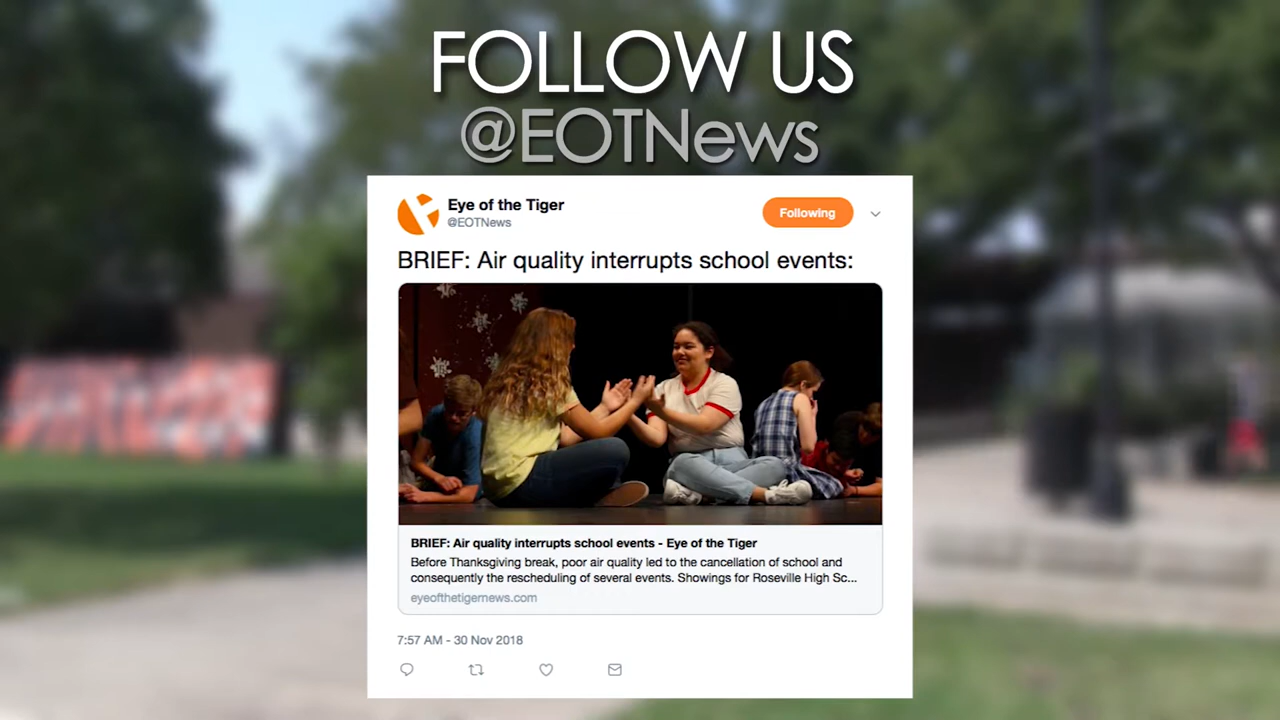 FOLLOW US
@EOTNews
Eye of the Tiger
@EOTNews
Following
BRIEF: Air quality interrupts school events:
BRIEF: Air quality interrupts school events - Eye of the Tiger
Before Thanksgiving break, poor air quality led to the cancellation of school and
consequently the rescheduling of several events. Showings for Roseville High Sc...
eyeofthetigernews.com
7:57 AM - 30 Nov 2018